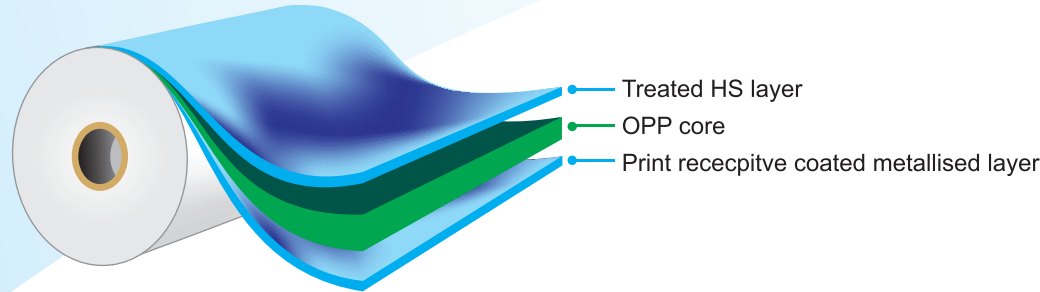 Treated HS layer
OPP core
Print rececpitve coated metallised layer